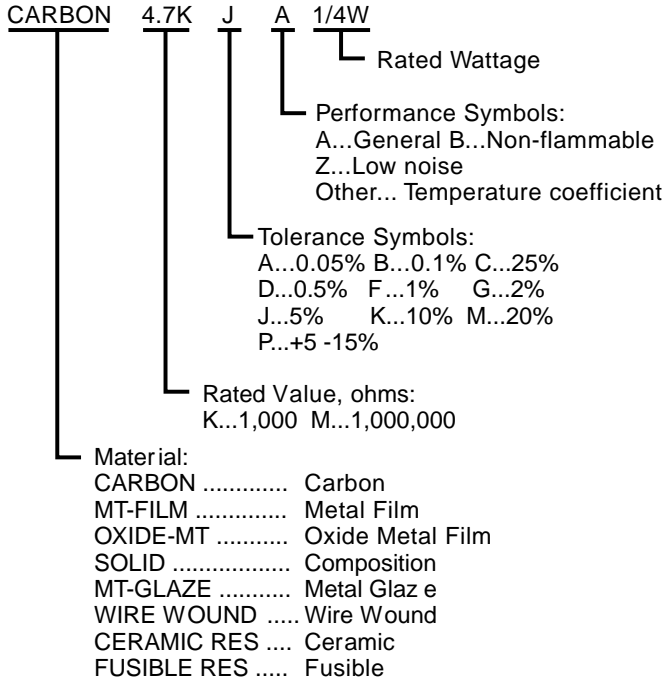 CARBON 4.7K J A 1/4W
Rated Wattage
Performance Symbols:
A...General B...Non-flammable
Z...Low noise
Other... Temperature coefficient
Tolerance Symbols:
A...0.05% B...0.1% C...25%
D...0.5% F...1% G...2%
J...5% K...10% M...20%
P...+5 -15%
Rated Value, ohms:
K...1,000 M...1,000,000
Material:
CARBON ............. Carbon
MT-FILM .............. Metal Film
OXIDE-MT ........... Oxide Metal Film
SOLID .................. Composition
MT-GLAZE ........... Metal Glaz e
WIRE WOUND ..... Wire Wound
CERAMIC RES .... Ceramic
FUSIBLE RES ..... Fusible